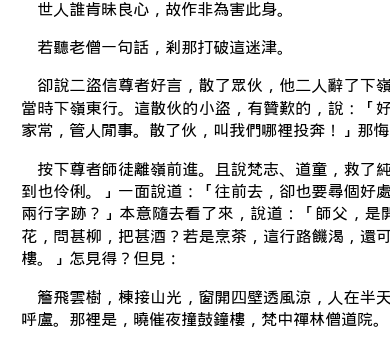 世人誰肯昧良心，故作非為害此身。
若聽老僧一句話，剎那打破這迷津。
卻說二盜信尊者好言，散了眾伙，他二人辭了下嶺
當時下嶺東行。這散伙的小盜，有贊歎的，說：「好
家常，管人閒事。散了伙，叫我們哪裡投奔！」那悔
按下尊者師徒離嶺前進。且說梵志、道童，救了純
到也伶俐。」一面說道：「往前去，卻也要尋個好處
兩行字跡？」本意隨去看了來，說道：「師父，是開
花，問甚柳，把甚酒？若是烹茶，這行路饑渴，還可
樓。」怎見得？但見：
簷飛雲樹，棟接山光，窗開四壁透風涼，人在半天
呼盧。那裡是，曉催夜撞鼓鐘樓，梵中禪林僧道院。